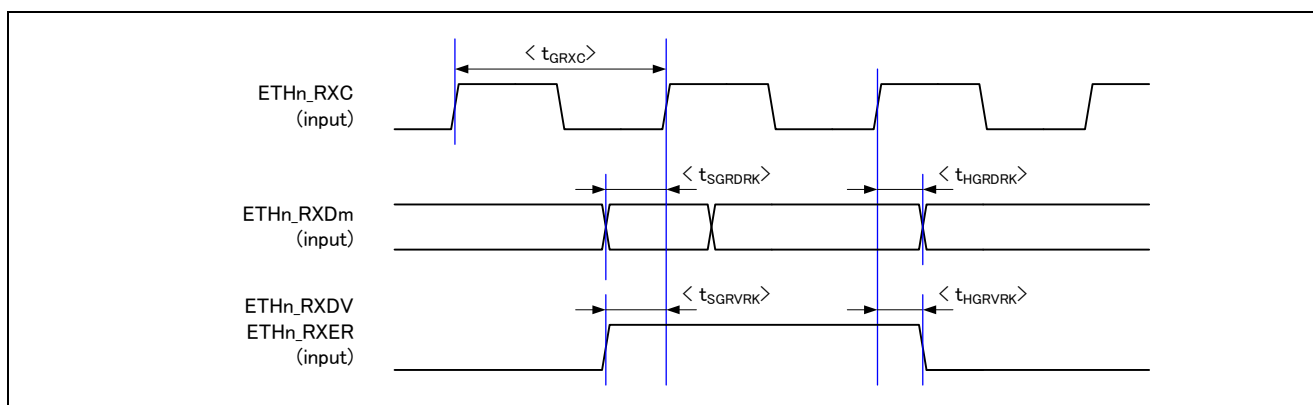 < tGRXC>
ETHn_RXC
(input)
< tSGRDRK>
< tHGRDRK>
ETHn_RXDm
(input)
< tSGRVRK>
< tHGRVRK>
ETHn_RXDV
ETHn_RXER
(input)